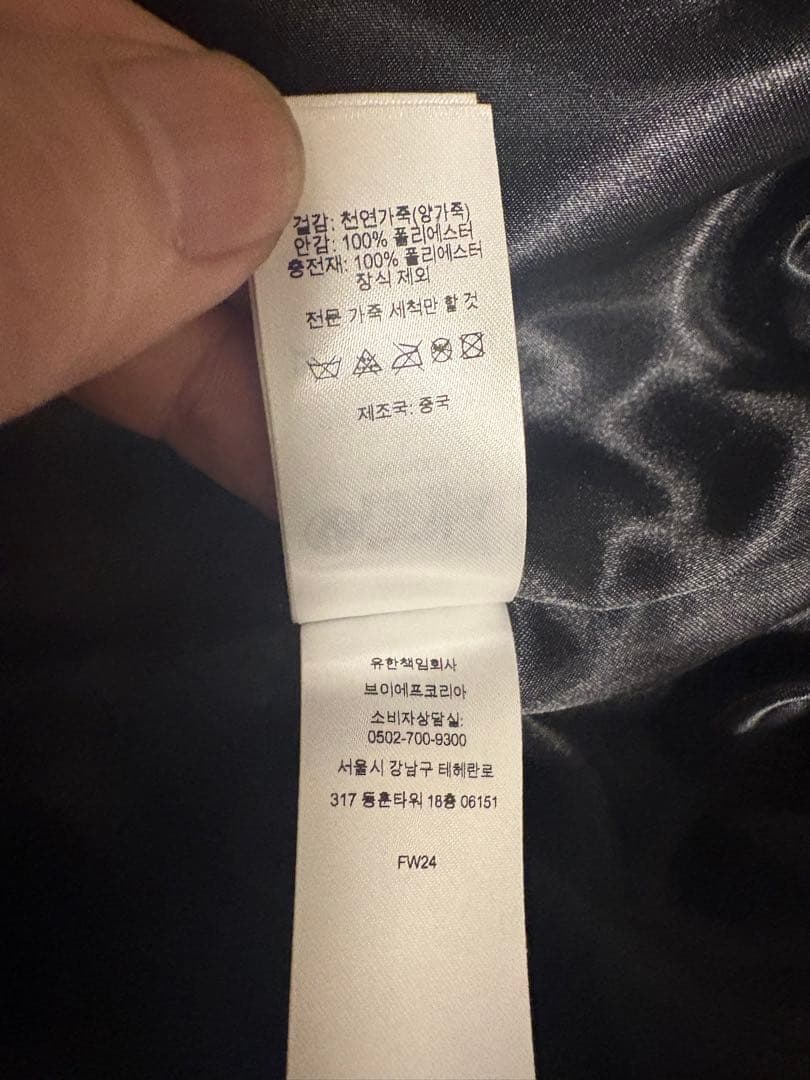 겉감: 천연가죽(양가죽)
안감: 100% 폴리에스터
충전재: 100% 폴리에스터
장식 제외
전문 가죽 세척만 할 것
제조국: 중국
유한책임회사
브이에프코리아
소비자상담실:
0502-700-9300
서울시 강남구 테헤란로
317 동훈타워 18층 06151
FW24